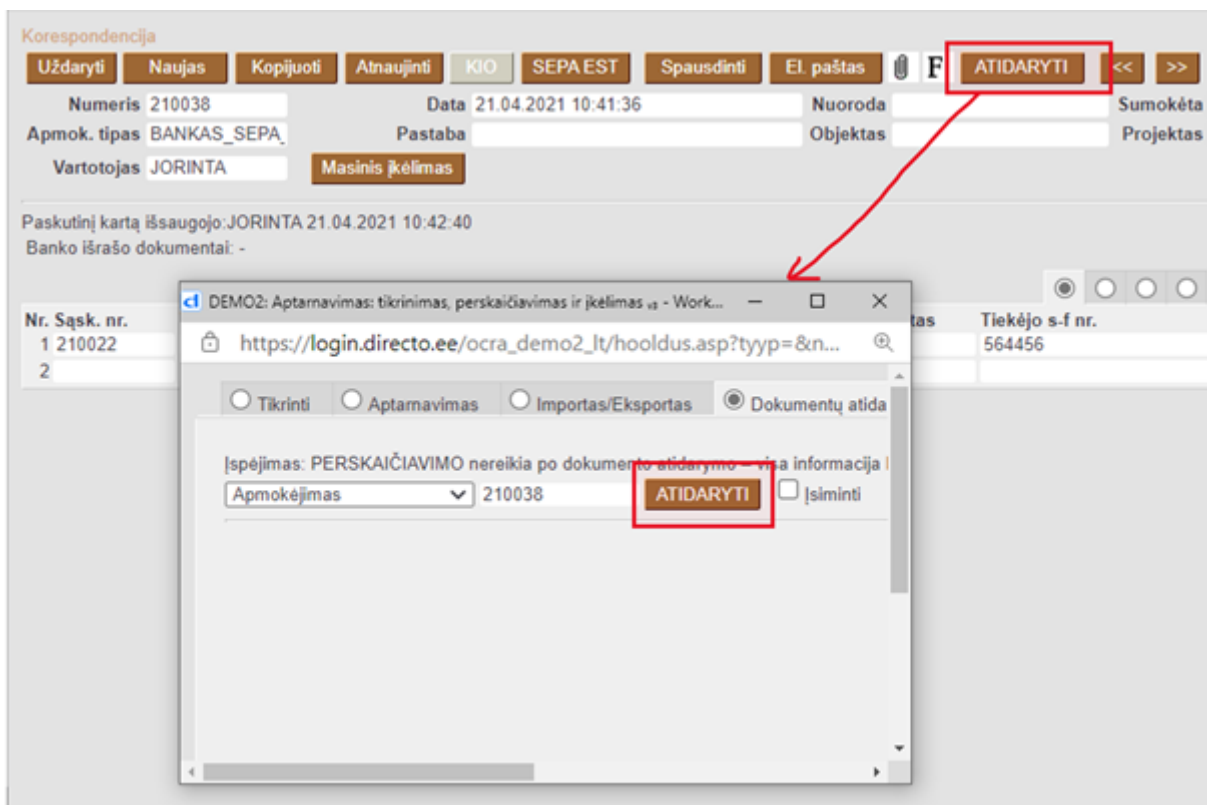 Korespondencija
Uždaryti Naujas Kopijuoti Atnaujinti KIO SEPA EST Spausdinti El. paštas F ATIDARYTI << >>
Numeris 210038 Data 21.04.2021 10:41:36 Nuoroda Sumokėta
Apmok. tipas BANKAS_SEPA_ Pastaba Objektas Projektas
Vartotojas JORINTA Masinis įkėlimas
Paskutinį kartą išsaugojo:JORINTA 21.04.2021 10:42:40
Banko išrašo dokumentai: -
DEMO2: Aptarnavimas: tikrinimas, perskaičiavimas ir įkėlimas v3 - Work...
Nr. Sąsk. nr. tas Tiekėjo s-f nr.
1 210022 564456
2
https://login.directo.ee/ocra_demo2_lt/hooldus.asp?tyyp=&n...
Tikrinti Aptarnavimas Importas/Eksportas Dokumentų atida
Įspėjimas: PERSKAIČIAVIMO nereikia po dokumento atidarymo – visa informacija
Apmokėjimas 210038 ATIDARYTI Įsiminti